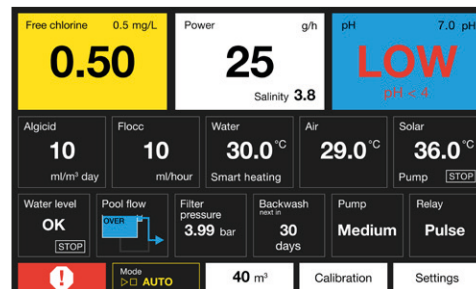 Free chlorine 0.5 mg/L
0.50
Power g/h
25
Salinity 3.8
pH 7.0 pH
LOW
pH < 4
Algicid
10
ml/m³ day
Flocc
10
ml/hour
Water
30.0°C
Smart heating
Air
29.0°C
Solar
36.0°C
Pump STOP
Water level
OK
STOP
Pool flow
OVER
Filter
pressure
3.99 bar
Backwash
next in
30
days
Pump
Medium
Relay
Pulse
!
Mode
AUTO
40 m³
Calibration
Settings